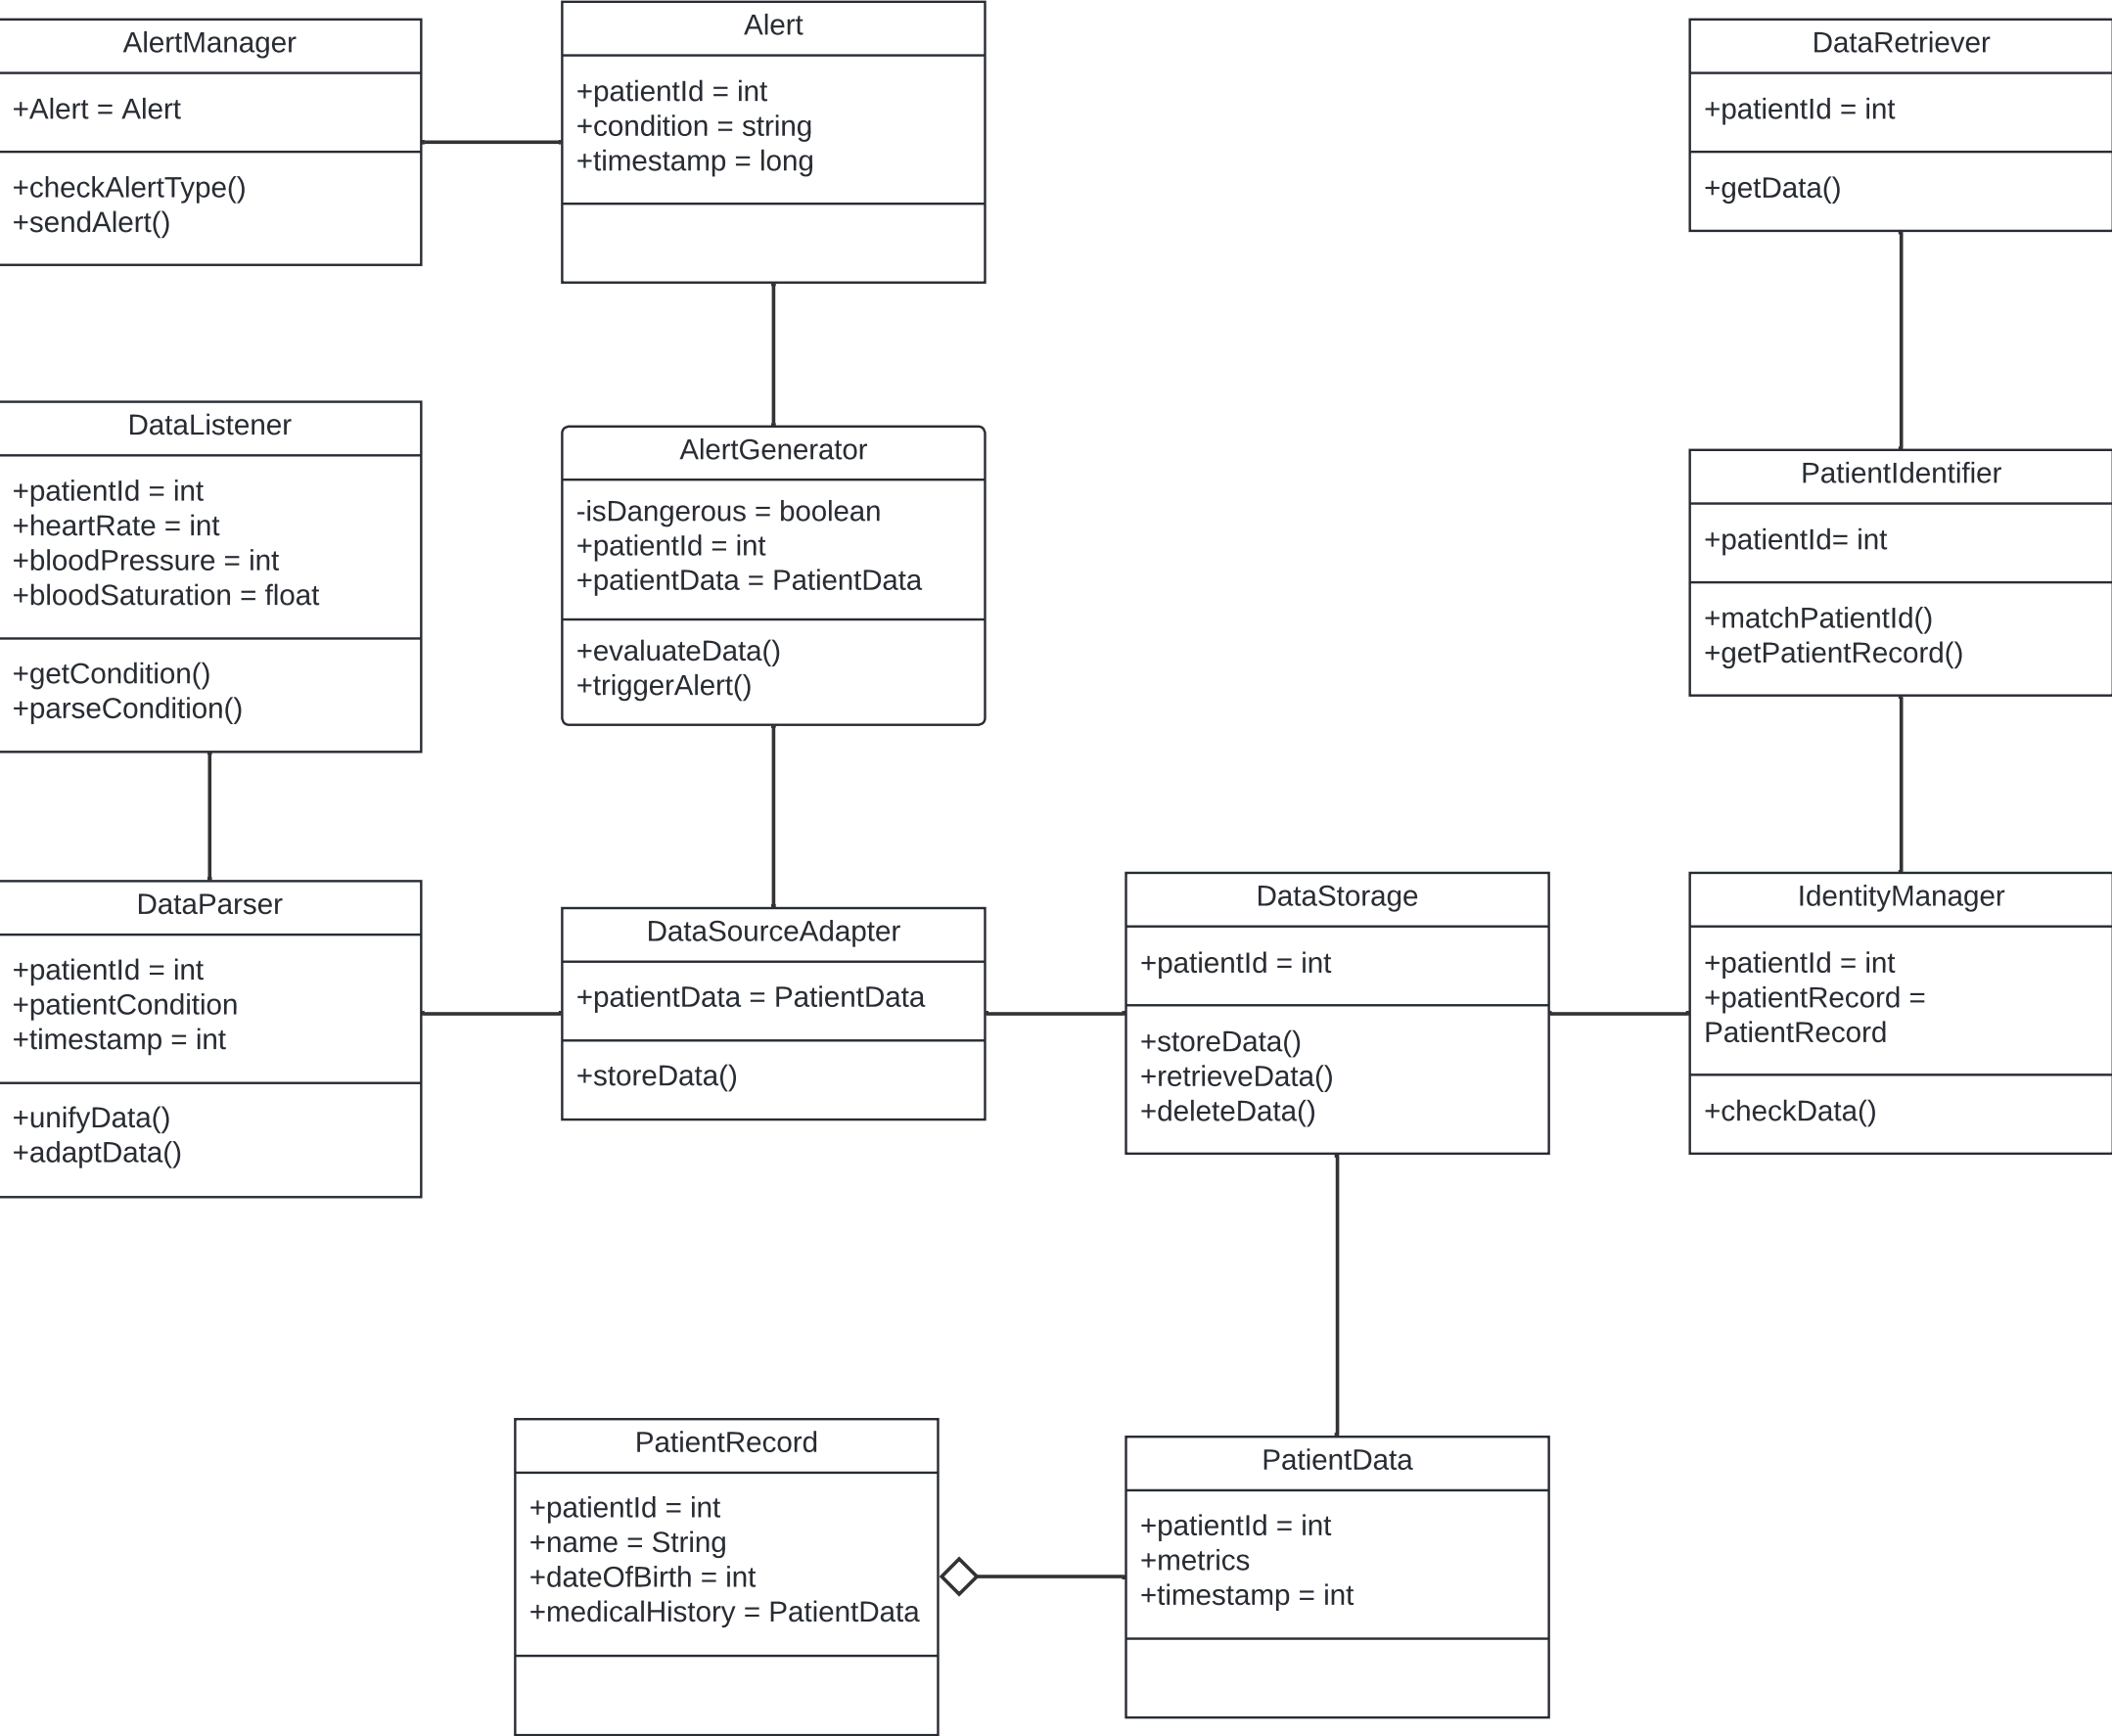 AlertManager
+Alert = Alert
+checkAlertType()
+sendAlert()
Alert
+patientId = int
+condition = string
+timestamp = long
DataRetriever
+patientId = int
+getData()
DataListener
+patientId = int
+heartRate = int
+bloodPressure = int
+bloodSaturation = float
+getCondition()
+parseCondition()
AlertGenerator
-isDangerous = boolean
+patientId = int
+patientData = PatientData
+evaluateData()
+triggerAlert()
PatientIdentifier
+patientId= int
+matchPatientId()
+getPatientRecord()
DataParser
+patientId = int
+patientCondition
+timestamp = int
+unifyData()
+adaptData()
DataSourceAdapter
+patientData = PatientData
+storeData()
DataStorage
+patientId = int
+storeData()
+retrieveData()
+deleteData()
IdentityManager
+patientId = int
+patientRecord =
PatientRecord
+checkData()
PatientRecord
+patientId = int
+name = String
+dateOfBirth = int
+medicalHistory = PatientData
PatientData
+patientId = int
+metrics
+timestamp = int